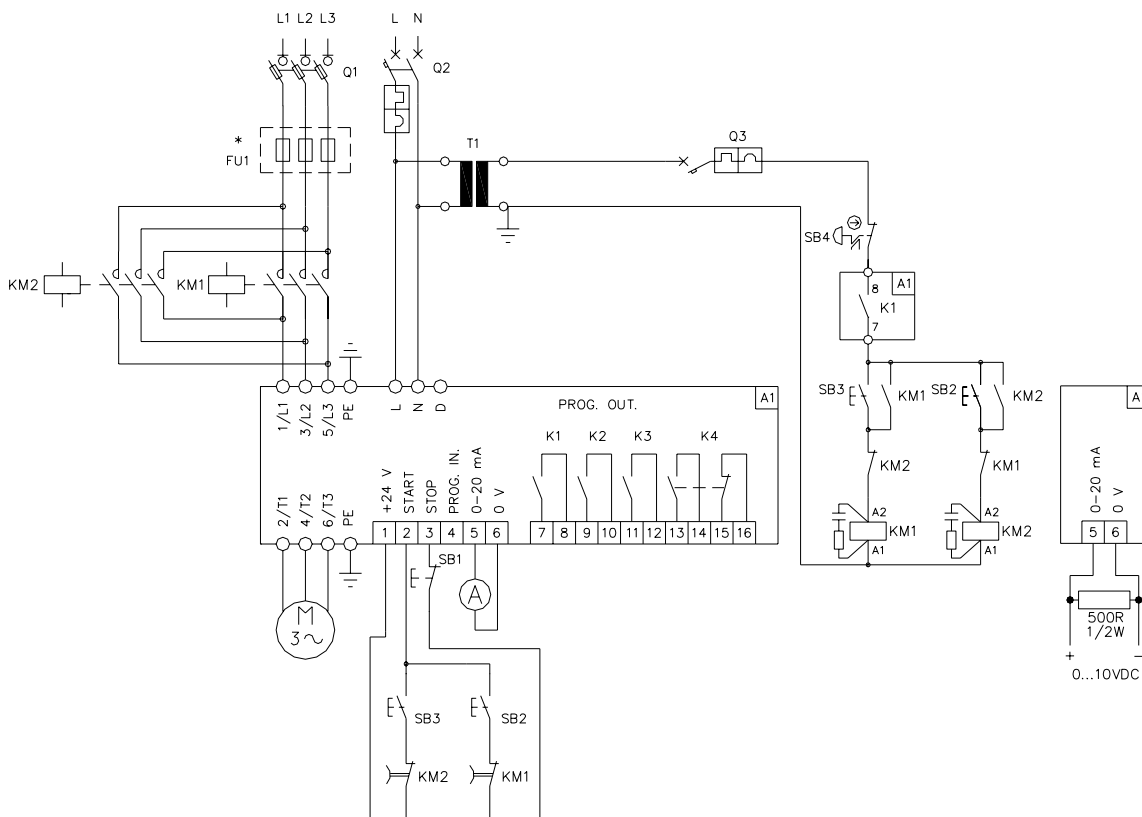 L1 L2 L3
L N
Q1
Q2
*
FU1
T1
Q3
SB4
KM2
KM1
8
A1
K1
7
SB3
KM1
SB2
KM2
1/L1
3/L2
5/L3
PE
L
N
D
PROG. OUT.
A1
K1 K2 K3 K4
KM2
KM1
2/T1
4/T2
6/T3
PE
+24 V
START
STOP
PROG. IN.
0-20 mA
0 V
1 2 3 4 5 6
7 8 9 10 11 12 13 14 15 16
A2
KM1
A1
A2
KM2
A1
A
0-20 mA
0 V
5 6
500R
1/2W
+ −
0...10VDC
SB1
A
M
3~
SB3
SB2
KM2
KM1